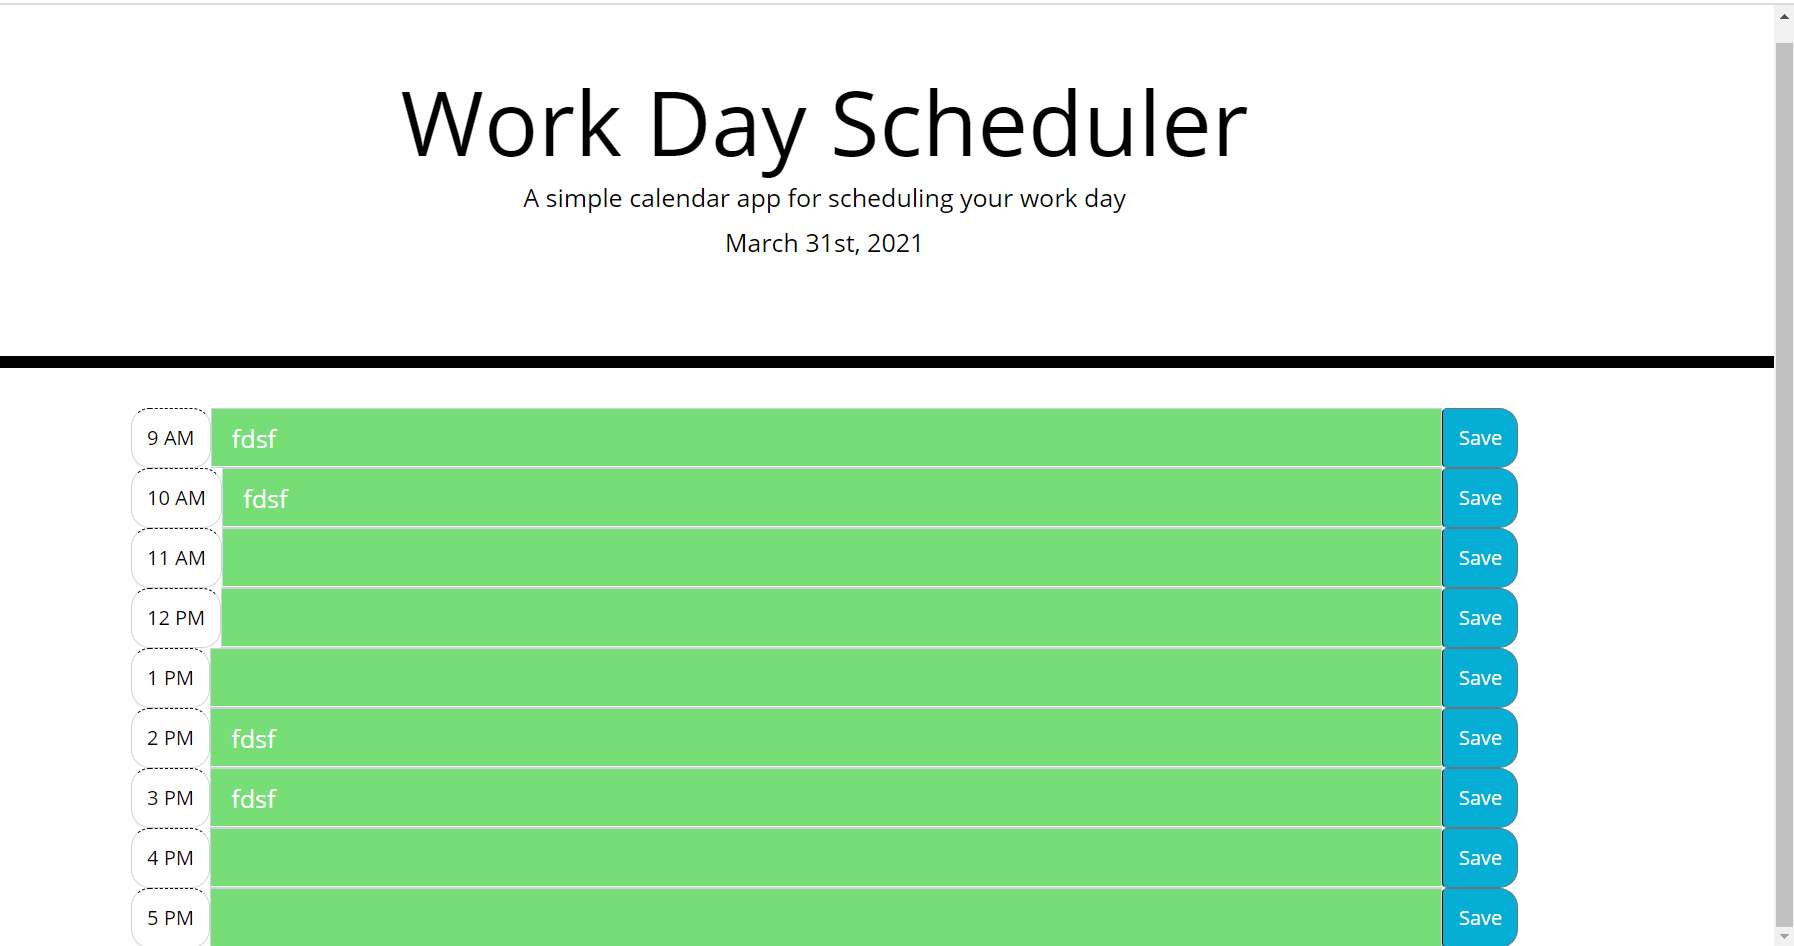 Work Day Scheduler
A simple calendar app for scheduling your work day
March 31st, 2021
9 AM fdsf Save
10 AM fdsf Save
11 AM Save
12 PM Save
1 PM Save
2 PM fdsf Save
3 PM fdsf Save
4 PM Save
5 PM Save